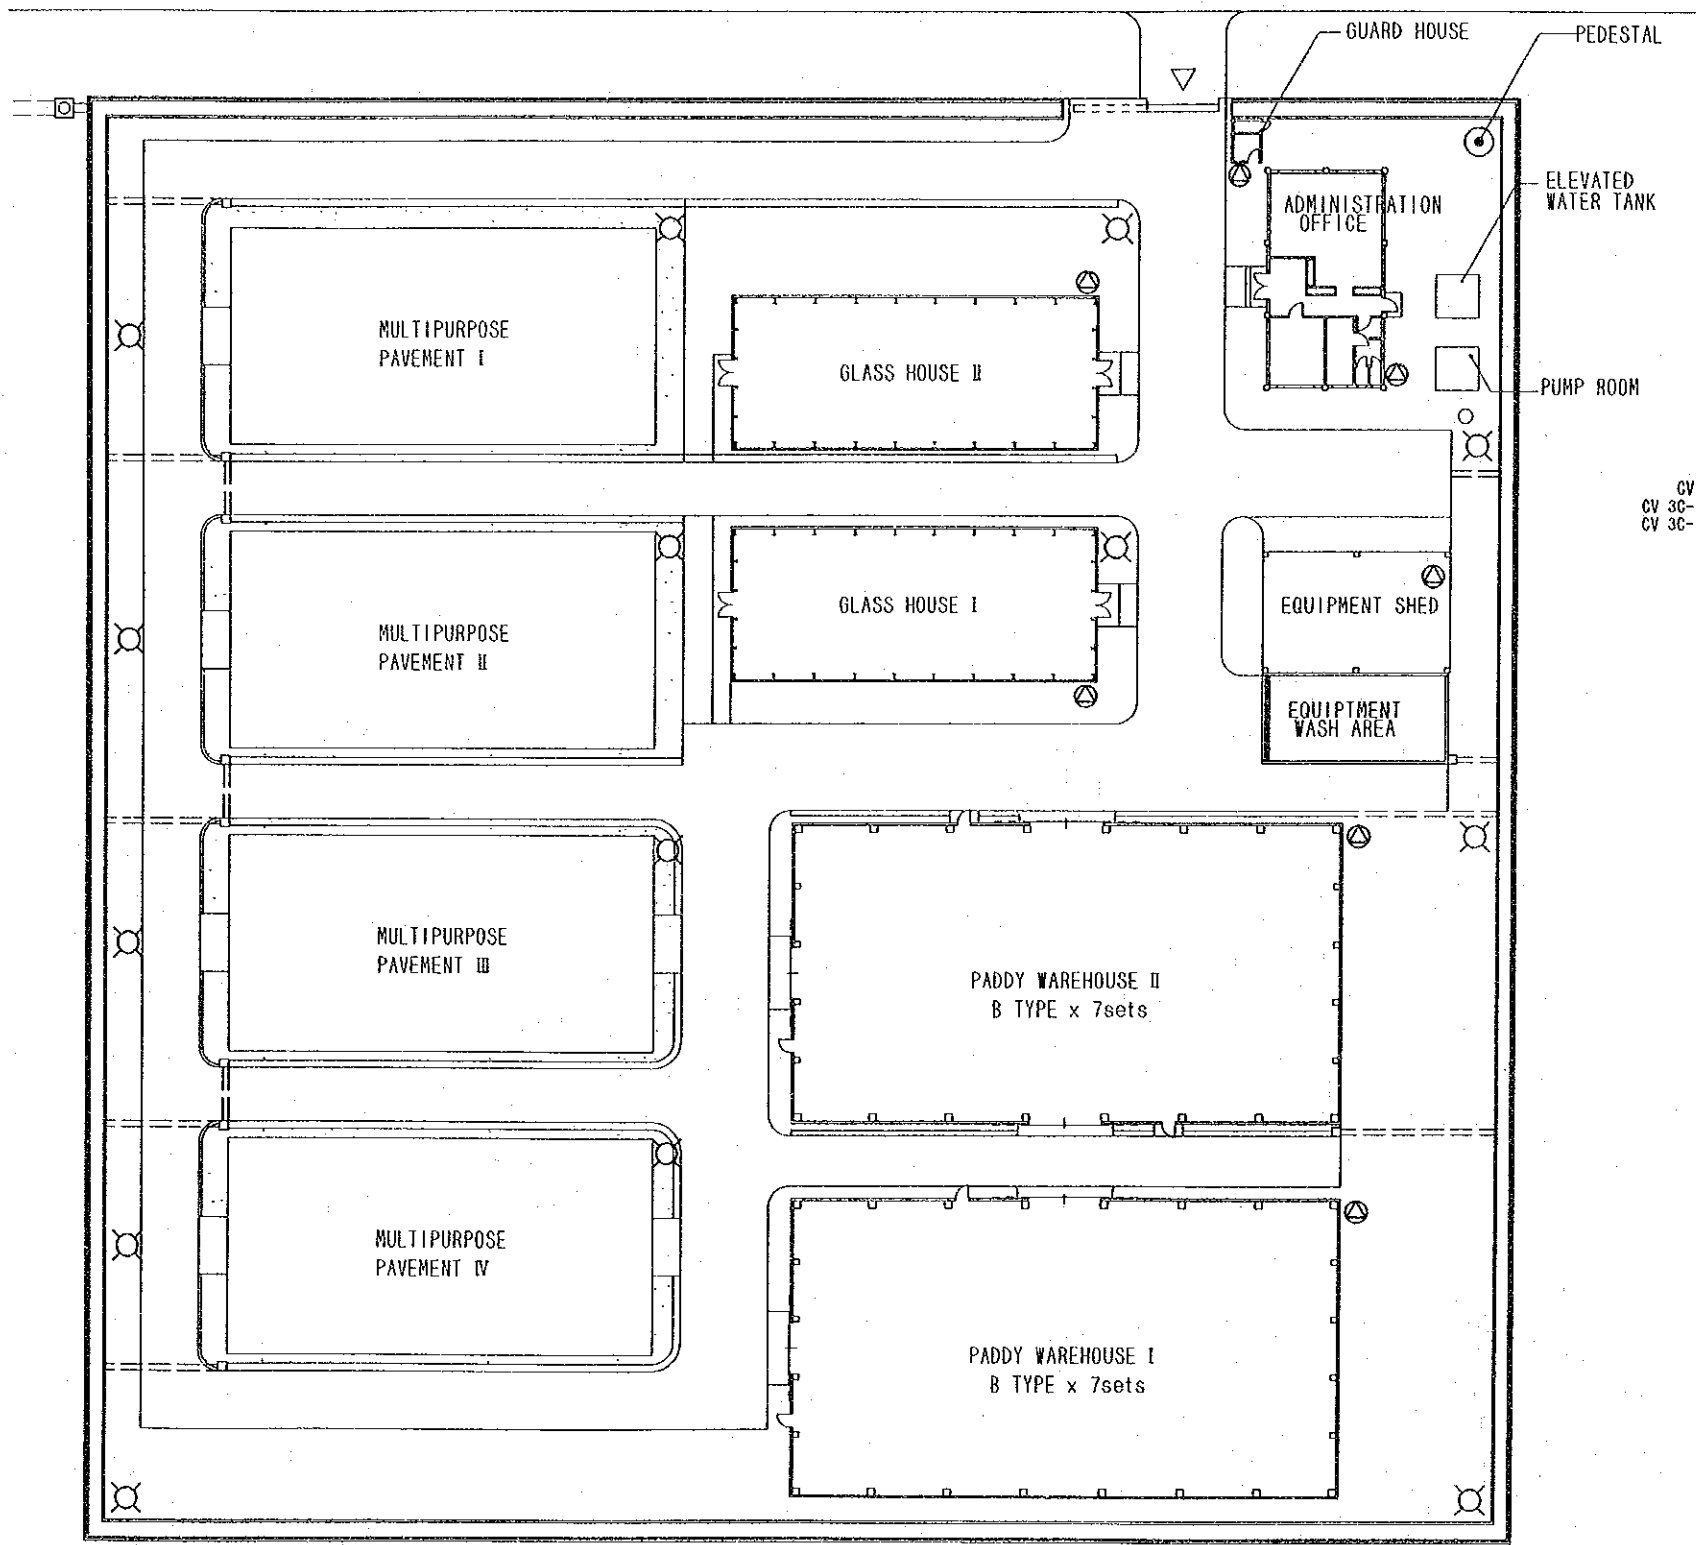 GUARD HOUSE
PEDESTAL
ELEVATED
WATER TANK
ADMINISTRATION
OFFICE
MULTIPURPOSE
PAVEMENT I
GLASS HOUSE II
PUMP ROOM
CV
CV 3C-
CV 3C-
MULTIPURPOSE
PAVEMENT II
GLASS HOUSE I
EQUIPMENT SHED
EQUIPTMENT
WASH AREA
MULTIPURPOSE
PAVEMENT III
PADDY WAREHOUSE II
B TYPE x 7sets
MULTIPURPOSE
PAVEMENT IV
PADDY WAREHOUSE I
B TYPE x 7sets